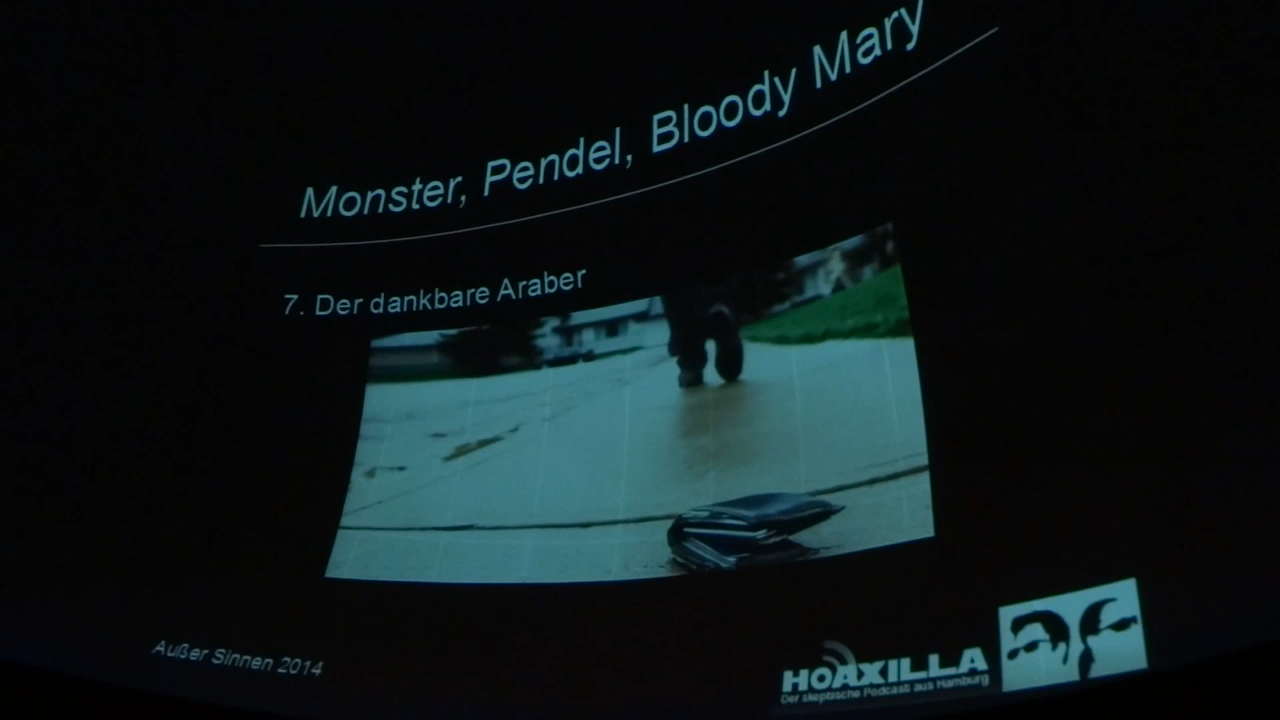 Monster, Pendel, Bloody Mary
7. Der dankbare Araber
Außer Sinnen 2014
HOAXILLA
Der skeptische Podcast aus Hamburg